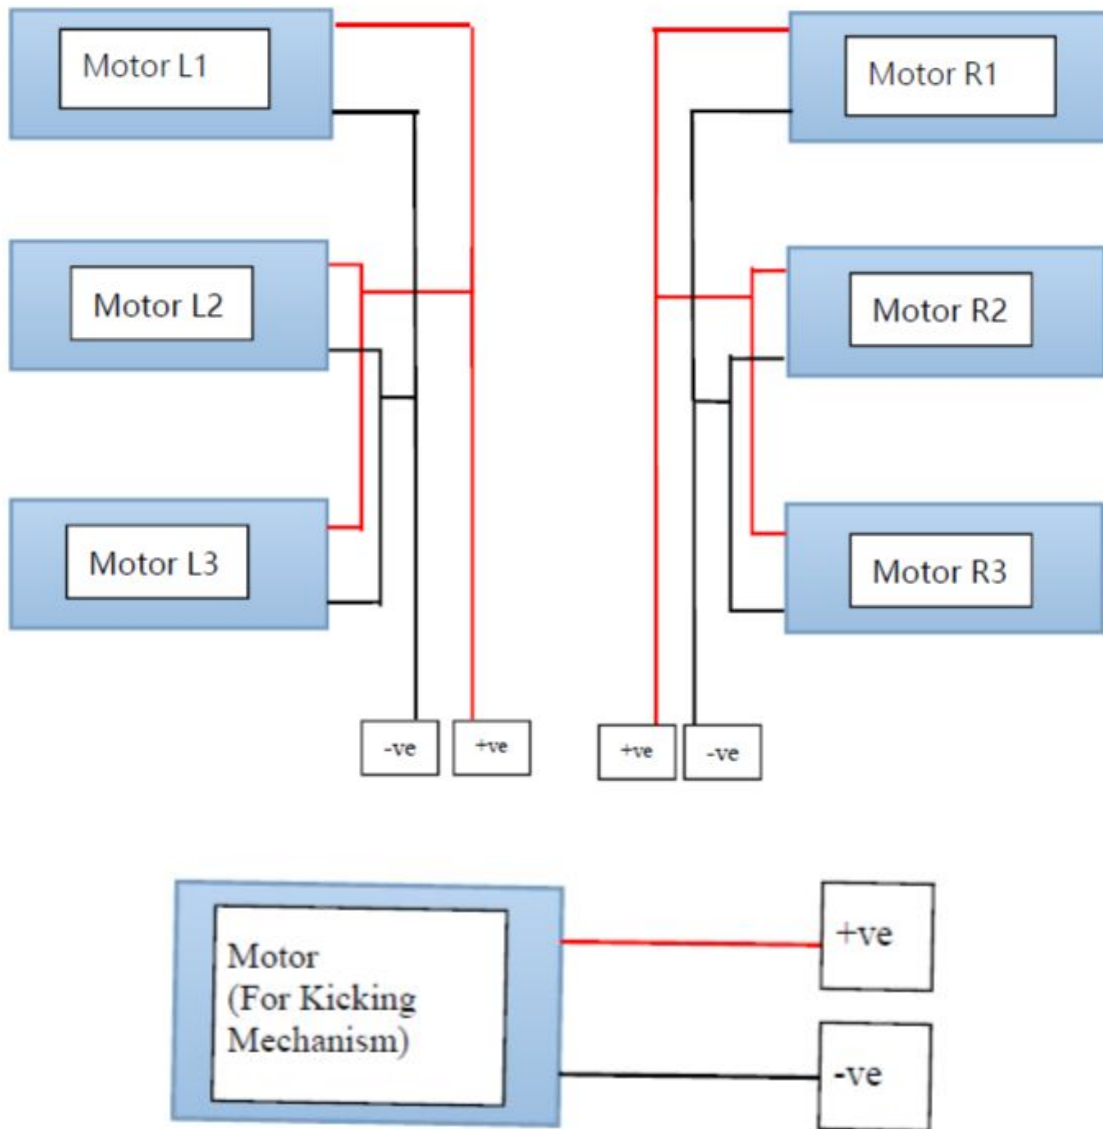 Motor L1
Motor R1
Motor L2
Motor R2
Motor L3
Motor R3
-ve
+ve
+ve
-ve
Motor
(For Kicking
Mechanism)
+ve
-ve